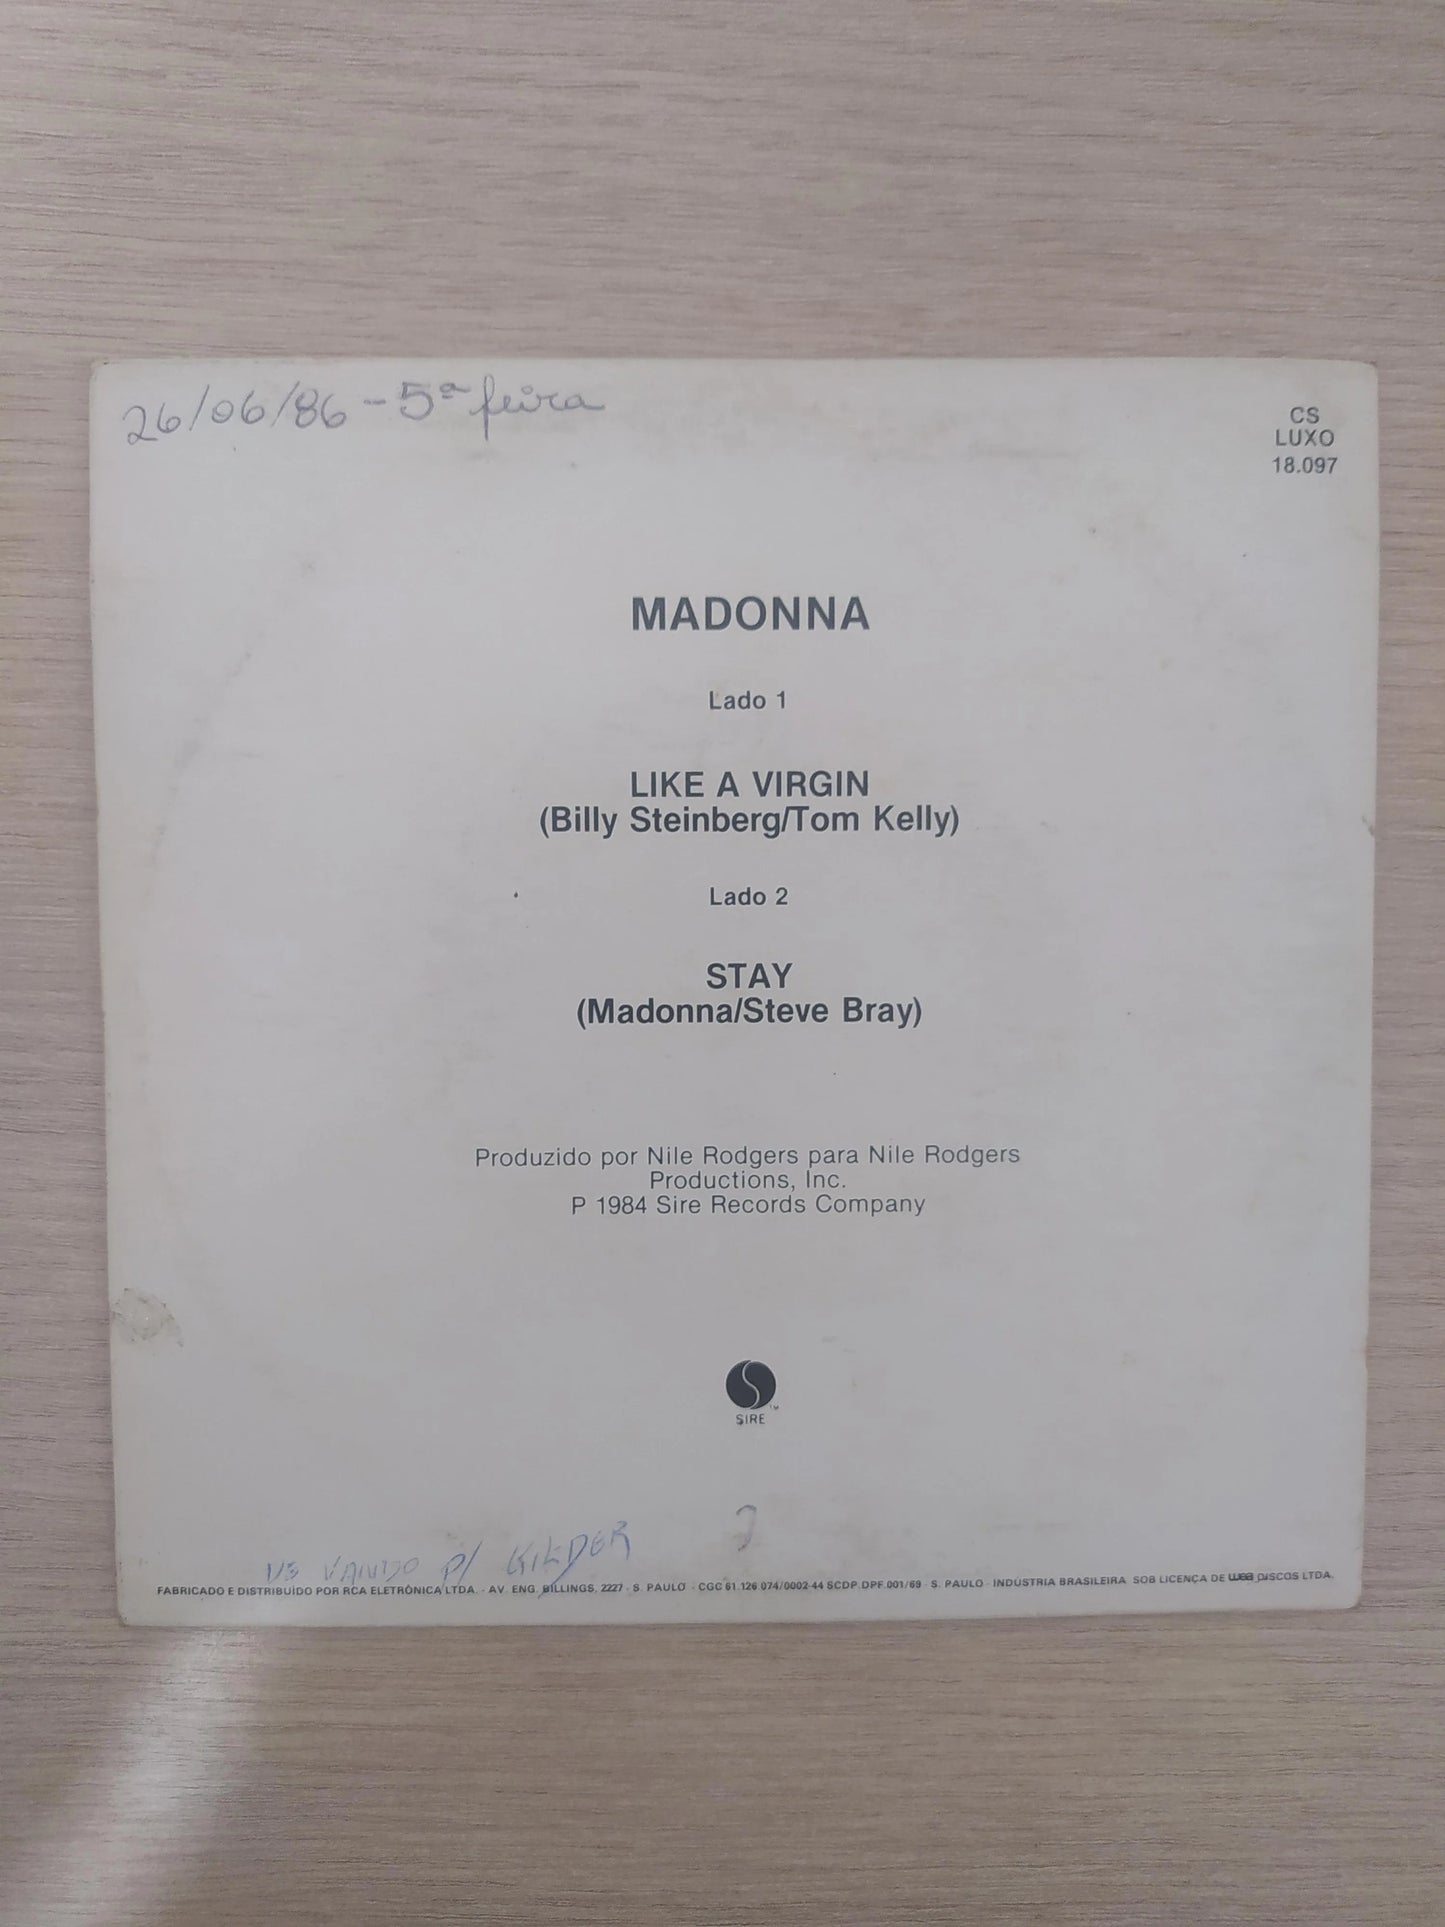 26/06/86 - 5ª feira
CS
LUXO
18.097
MADONNA
Lado 1
LIKE A VIRGIN
(Billy Steinberg/Tom Kelly)
Lado 2
STAY
(Madonna/Steve Bray)
Produzido por Nile Rodgers para Nile Rodgers
Productions, Inc.
P 1984 Sire Records Company
SIRE
VANDO P/
FABRICADO E DISTRIBUÍDO POR RCA ELETRÔNICA LTDA. - AV. ENG. BILLINGS, 2227 - S. PAULO - CGC 61.126 074/0002-44 SCDP DPF.001/69 - S. PAULO - INDÚSTRIA BRASILEIRA SOB LICENÇA DE wea DISCOS LTDA.